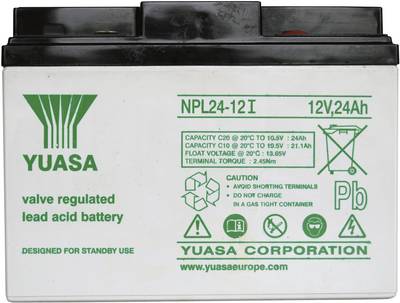 NPL24-12I 12V,24Ah
YUASA
CAPACITY C20 @ 20°C TO 10.5V : 24Ah
CAPACITY C10 @ 20°C TO 10.5V : 21.1Ah
FLOAT VOLTAGE @ 20°C : 13.65V
TERMINAL TORQUE : 2.45Nm
valve regulated
lead acid battery
CAUTION :
• AVOID SHORTING TERMINALS
• DO NOT CHARGE
IN A GAS TIGHT CONTAINER
Pb
DESIGNED FOR STANDBY USE
YUASA CORPORATION
www.yuasaeurope.com